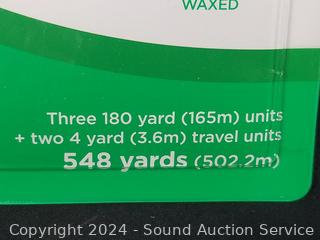 WAXED
Three 180 yard (165m) units
+ two 4 yard (3.6m) travel units
548 yards (502.2m)
Copyright 2024 - Sound Auction Service